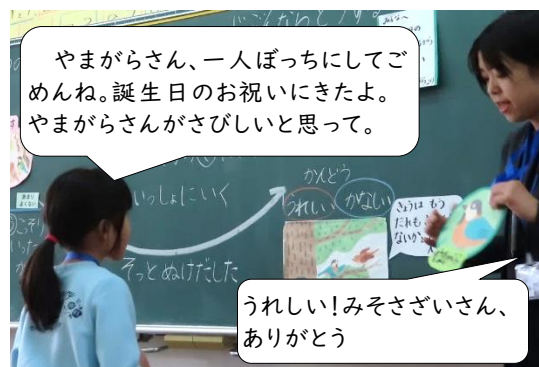 やまがらさん、一人ぼっちにしてご
めんね。誕生日のお祝いにきたよ。
やまがらさんがさびしいと思って。
かんどう
うれしい
かなしい
いっしょにいく
きょうは もう
だれも
ないか
そっとぬけだした
こっそり
うれしい！みそさざいさん、
ありがとう